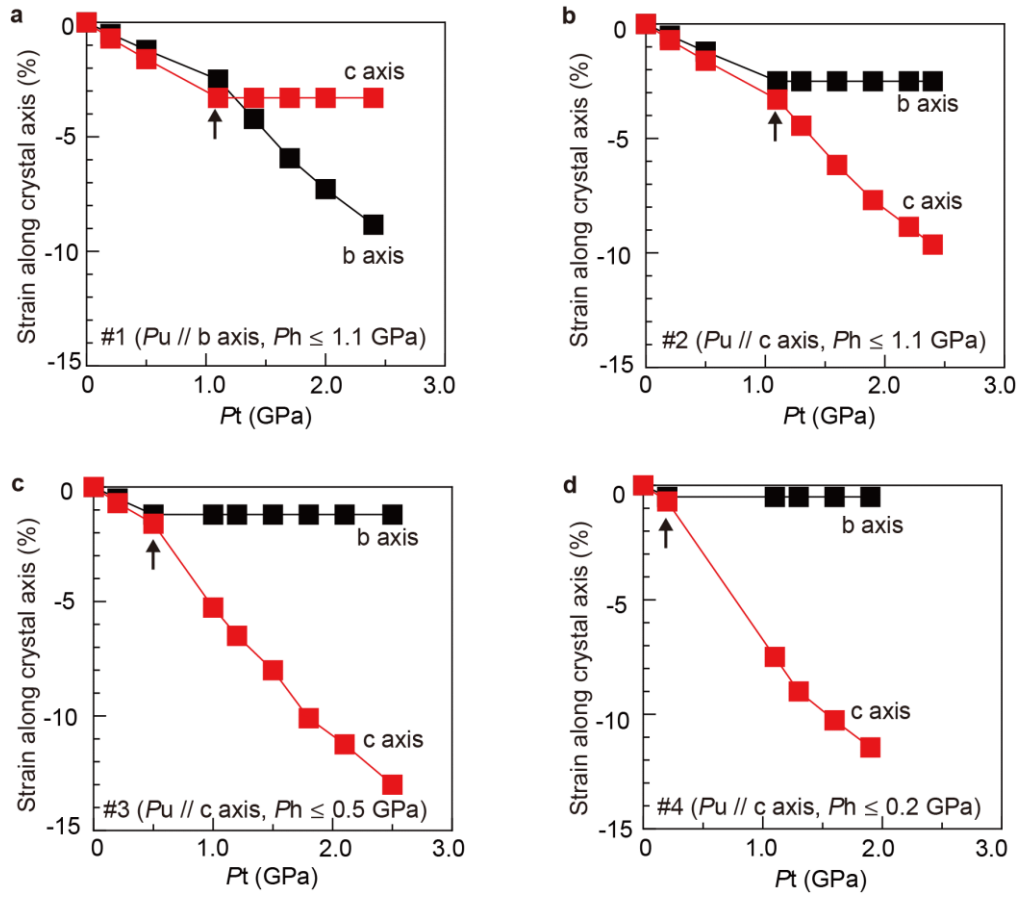 a
Strain along crystal axis (%)
0
-5
-10
-15
c axis
b axis
#1 (Pu // b axis, Ph ≤ 1.1 GPa)
0
1.0
2.0
3.0
Pt (GPa)
b
Strain along crystal axis (%)
0
-5
-10
-15
b axis
c axis
#2 (Pu // c axis, Ph ≤ 1.1 GPa)
0
1.0
2.0
3.0
Pt (GPa)
c
Strain along crystal axis (%)
0
-5
-10
-15
b axis
c axis
#3 (Pu // c axis, Ph ≤ 0.5 GPa)
0
1.0
2.0
3.0
Pt (GPa)
d
Strain along crystal axis (%)
0
-5
-10
-15
b axis
c axis
#4 (Pu // c axis, Ph ≤ 0.2 GPa)
0
1.0
2.0
3.0
Pt (GPa)